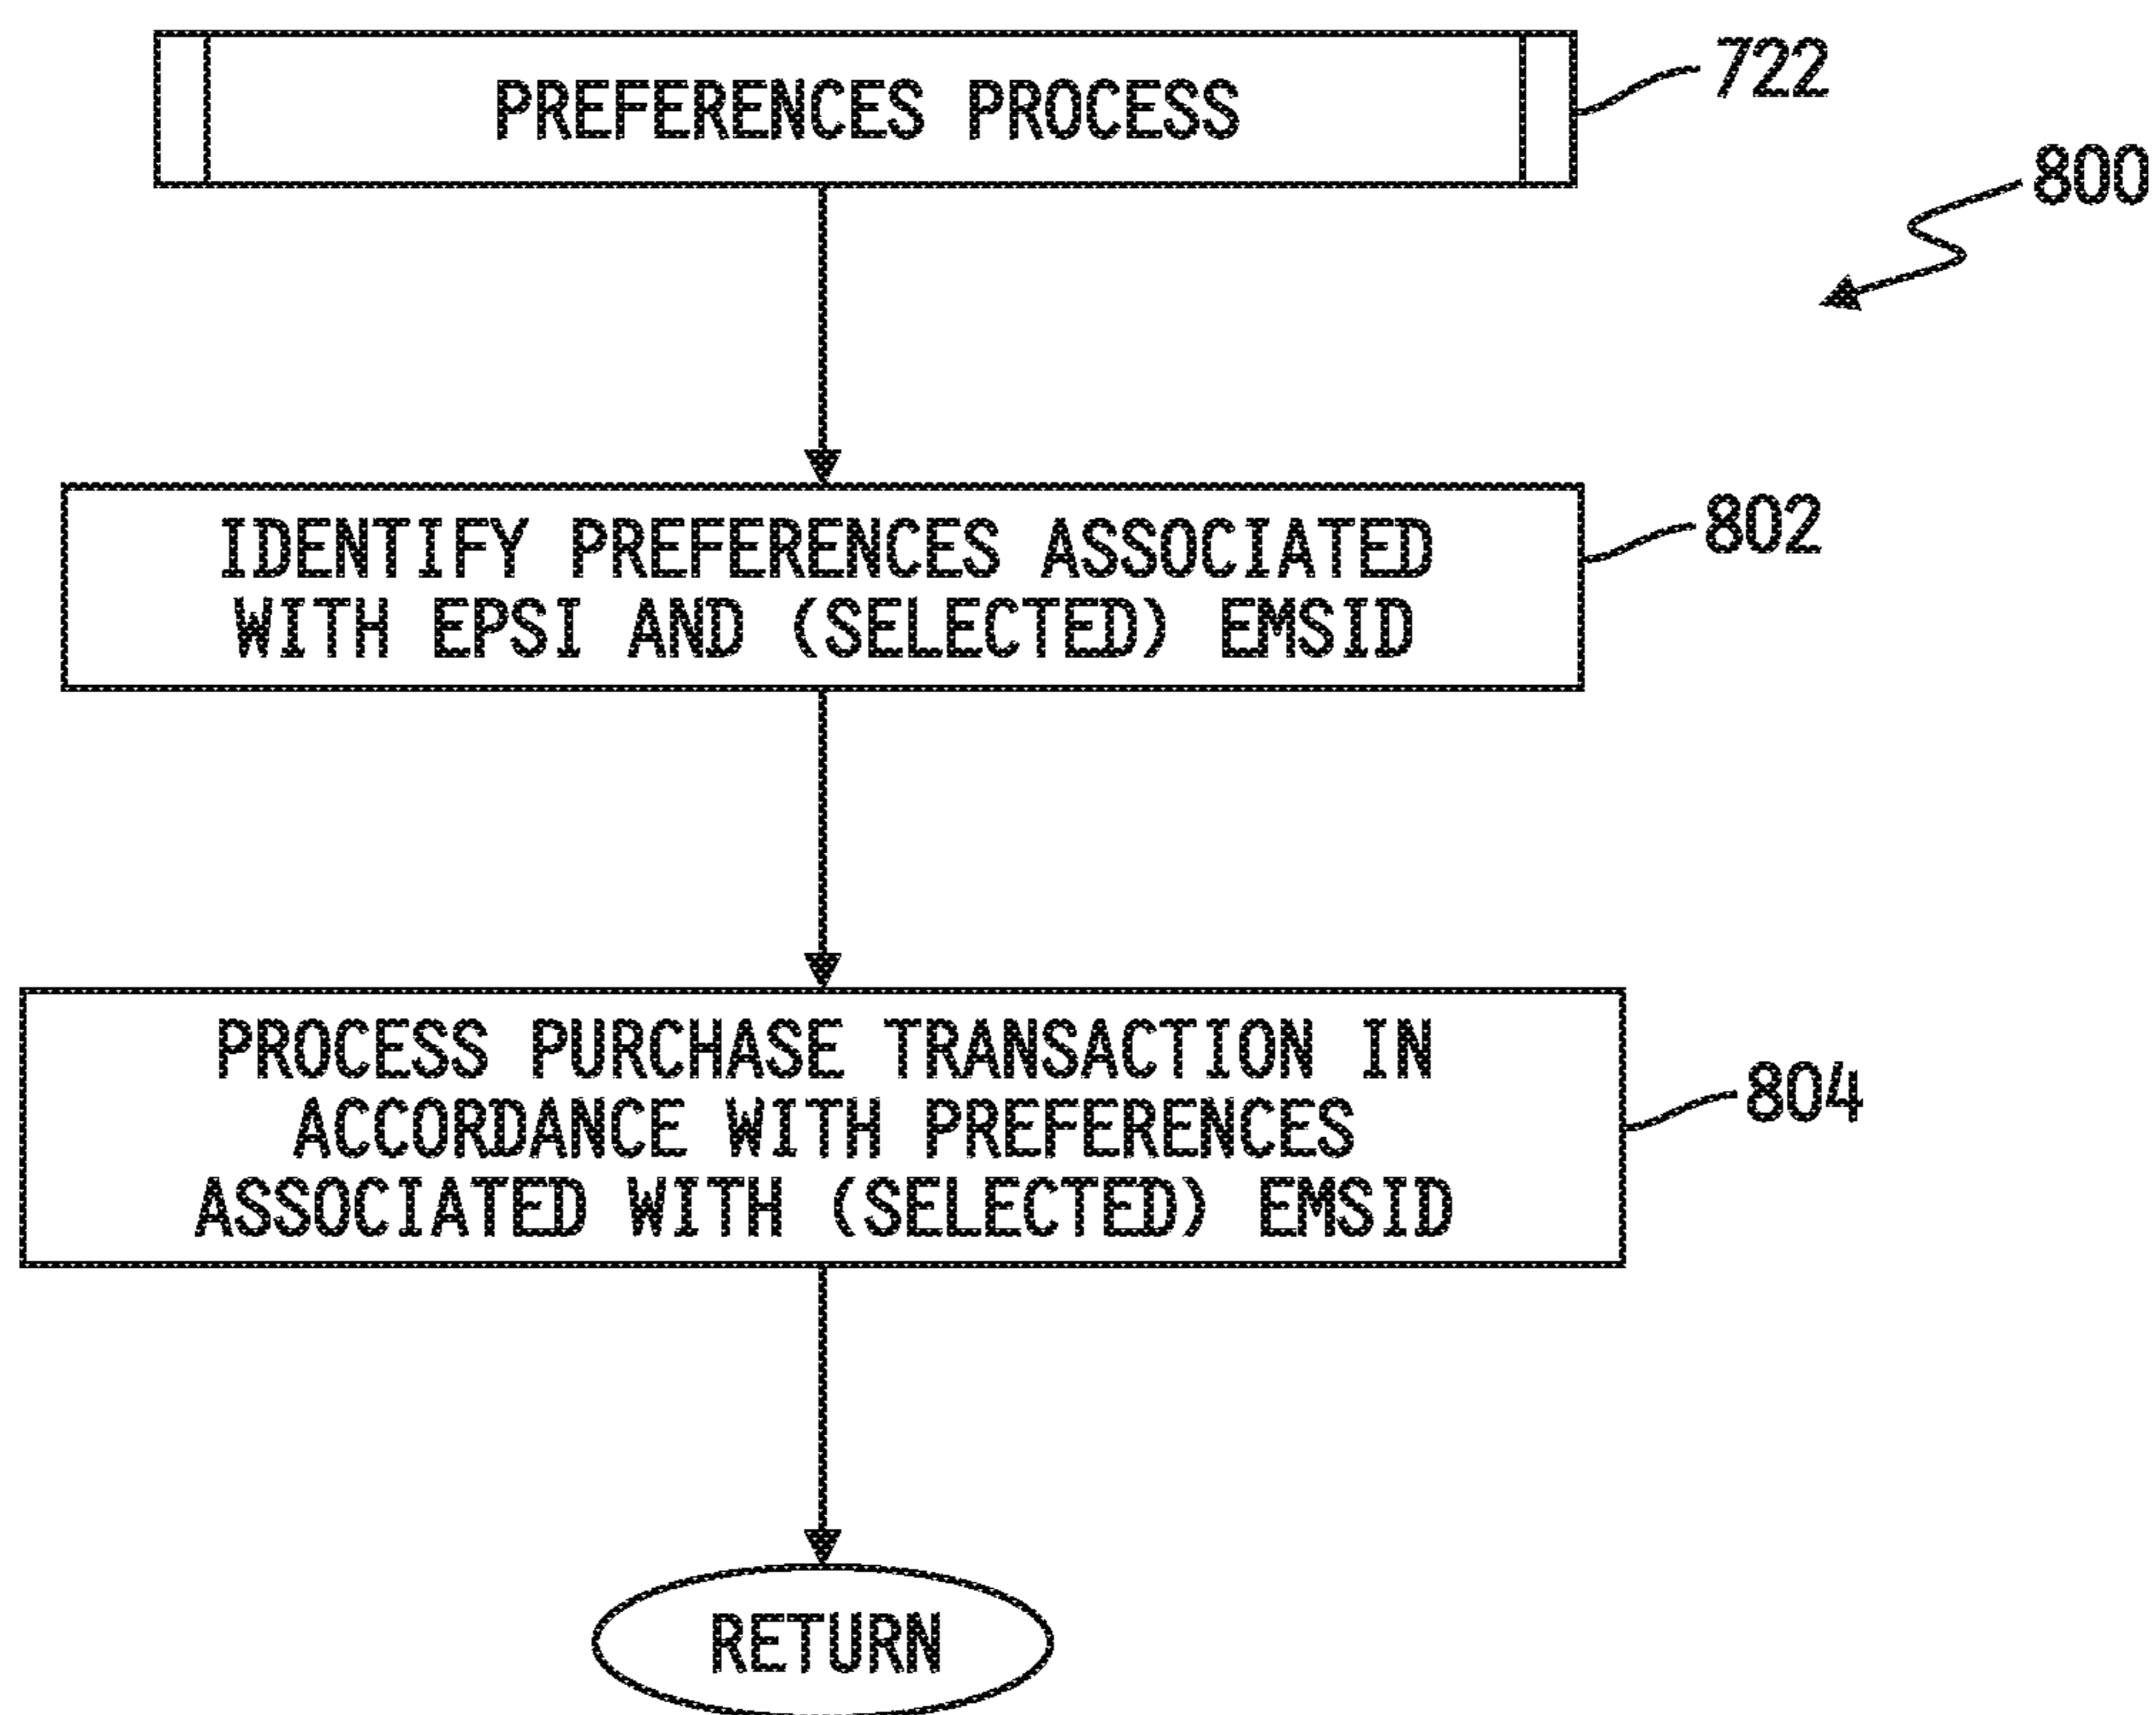 PREFERENCES PROCESS
722
800
IDENTIFY PREFERENCES ASSOCIATED
WITH EPSI AND (SELECTED) EMSID
802
PROCESS PURCHASE TRANSACTION IN
ACCORDANCE WITH PREFERENCES
ASSOCIATED WITH (SELECTED) EMSID
804
RETURN